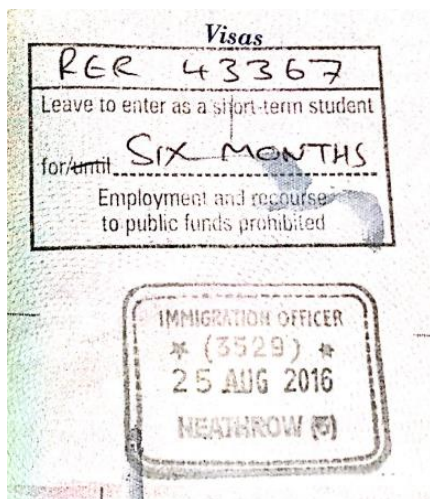 Visas
RER 43367
Leave to enter as a short-term student
for/until SIX MONTHS
Employment and recourse
to public funds prohibited
IMMIGRATION OFFICER
* (3529) *
25 AUG 2016
HEATHROW (5)